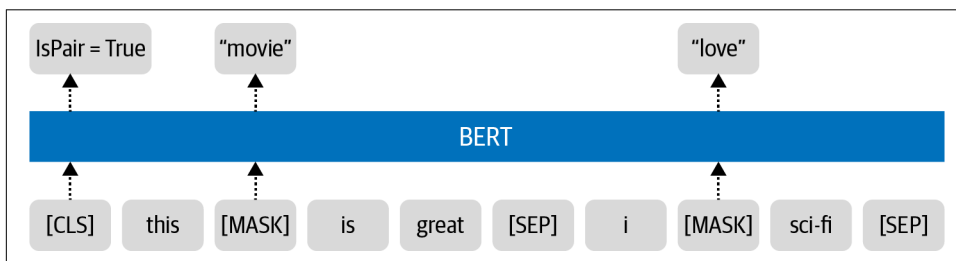 IsPair = True “movie” “love”
BERT
[CLS] this [MASK] is great [SEP] i [MASK] sci-fi [SEP]